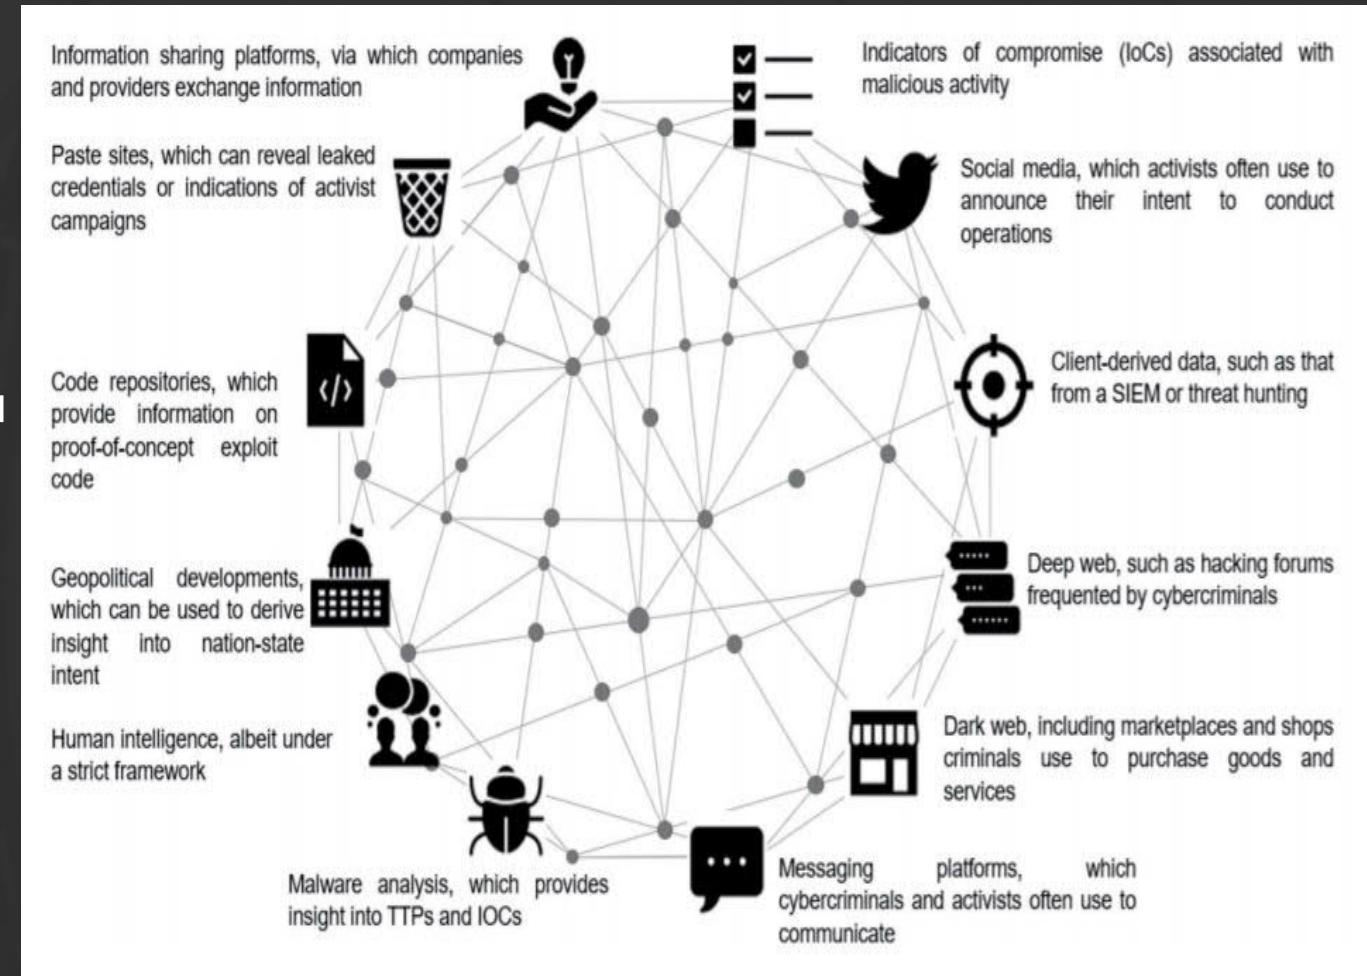 Information sharing platforms, via which companies
and providers exchange information
Indicators of compromise (IoCs) associated with
malicious activity
Paste sites, which can reveal leaked
credentials or indications of activist
campaigns
Social media, which activists often use to
announce their intent to conduct
operations
Code repositories, which
provide information on
proof-of-concept exploit
code
</>
Client-derived data, such as that
from a SIEM or threat hunting
Geopolitical developments,
which can be used to derive
insight into nation-state
intent
Deep web, such as hacking forums
frequented by cybercriminals
Human intelligence, albeit under
a strict framework
Dark web, including marketplaces and shops
criminals use to purchase goods and
services
Malware analysis, which provides
insight into TTPs and IOCs
Messaging platforms, which
cybercriminals and activists often use to
communicate